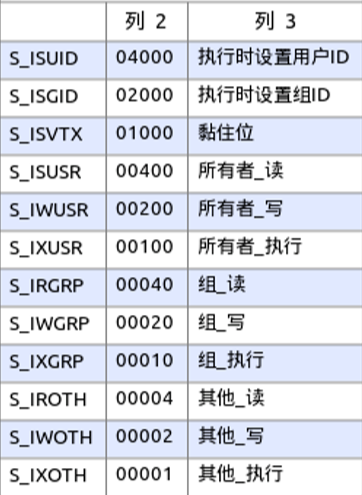 列 2 列 3
S_ISUID 04000 执行时设置用户ID
S_ISGID 02000 执行时设置组ID
S_ISVTX 01000 黏住位
S_ISUSR 00400 所有者_读
S_IWUSR 00200 所有者_写
S_IXUSR 00100 所有者_执行
S_IRGRP 00040 组_读
S_IWGRP 00020 组_写
S_IXGRP 00010 组_执行
S_IROTH 00004 其他_读
S_IWOTH 00002 其他_写
S_IXOTH 00001 其他_执行